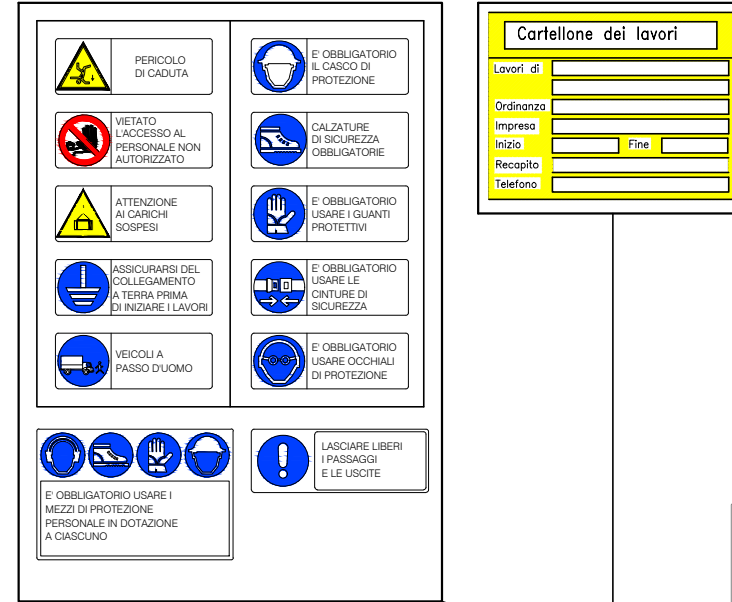 PERICOLO
DI CADUTA
VIETATO
L'ACCESSO AL
PERSONALE NON
AUTORIZZATO
ATTENZIONE
AI CARICHI
SOSPESI
ASSICURARSI DEL
COLLEGAMENTO
A TERRA PRIMA
DI INIZIARE I LAVORI
VEICOLI A
PASSO D'UOMO
E' OBBLIGATORIO
IL CASCO DI
PROTEZIONE
CALZATURE
DI SICUREZZA
OBBLIGATORIE
E' OBBLIGATORIO
USARE I GUANTI
PROTETTIVI
E' OBBLIGATORIO
USARE LE
CINTURE DI
SICUREZZA
E' OBBLIGATORIO
USARE OCCHIALI
DI PROTEZIONE
E' OBBLIGATORIO USARE I
MEZZI DI PROTEZIONE
PERSONALE IN DOTAZIONE
A CIASCUNO
LASCIARE LIBERI
I PASSAGGI
E LE USCITE
Cartellone dei lavori
Lavori di
Ordinanza
Impresa
Inizio Fine
Recapito
Telefono